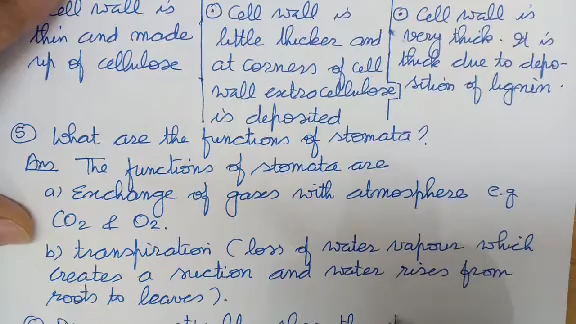 cell wall is
thin and made
up of cellulose
cell wall is
little thicker and
at corners of cell
wall extra cellulose
is deposited
cell wall is
very thick. It is
thick due to depo-
sition of lignin.
⑤ What are the functions of stomata?
Ans The functions of stomata are
a) Exchange of gases with atmosphere e.g
CO2 & O2.
b) transpiration (loss of water vapour which
creates a suction and water rises from
roots to leaves).